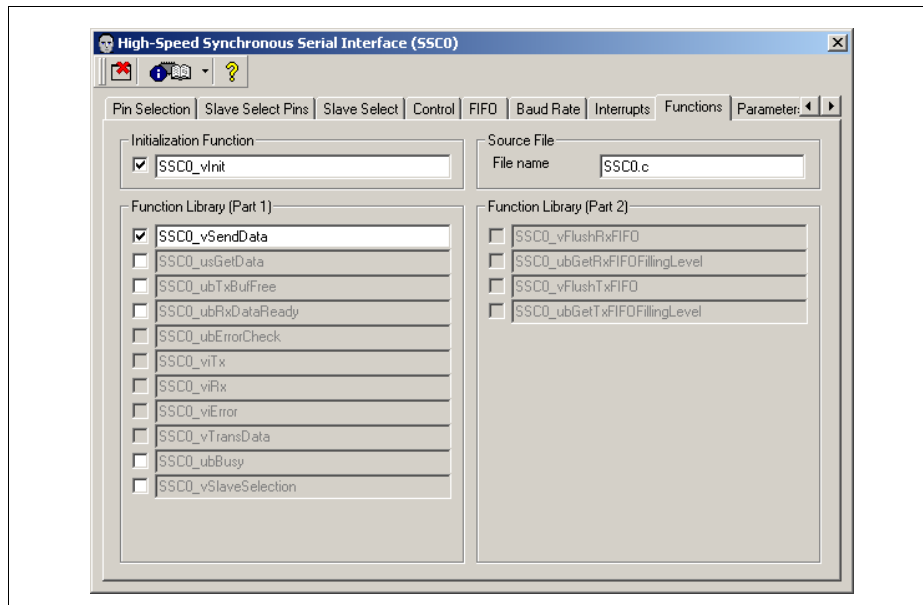 High-Speed Synchronous Serial Interface (SSC0)
Pin Selection Slave Select Pins Slave Select Control FIFO Baud Rate Interrupts Functions Parameter
Initialization Function
SSC0_vInit
Source File
File name SSC0.c
Function Library (Part 1)
SSC0_vSendData
SSC0_usGetData
SSC0_ubTxBufFree
SSC0_ubRxDataReady
SSC0_ubErrorCheck
SSC0_viTx
SSC0_viRx
SSC0_viError
SSC0_vTransData
SSC0_ubBusy
SSC0_vSlaveSelection
Function Library (Part 2)
SSC0_vFlushRxFIFO
SSC0_ubGetRxFIFOFillingLevel
SSC0_vFlushTxFIFO
SSC0_ubGetTxFIFOFillingLevel